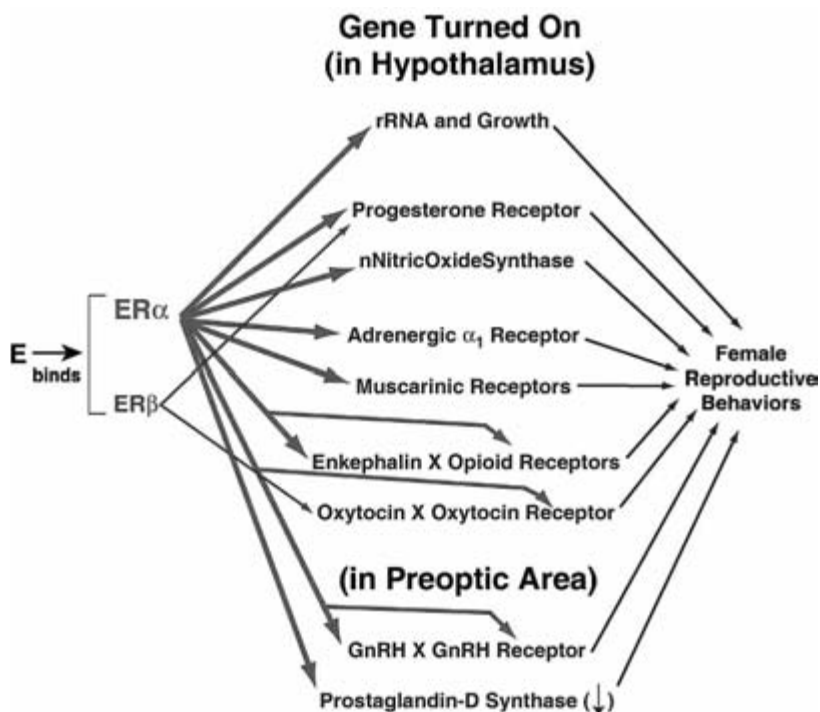 Gene Turned On
(in Hypothalamus)
rRNA and Growth
Progesterone Receptor
nNitricOxideSynthase
ERα
Adrenergic α₁ Receptor
E
binds
Female
Reproductive
Behaviors
Muscarinic Receptors
ERβ
Enkephalin X Opioid Receptors
Oxytocin X Oxytocin Receptor
(in Preoptic Area)
GnRH X GnRH Receptor
Prostaglandin-D Synthase (↓)